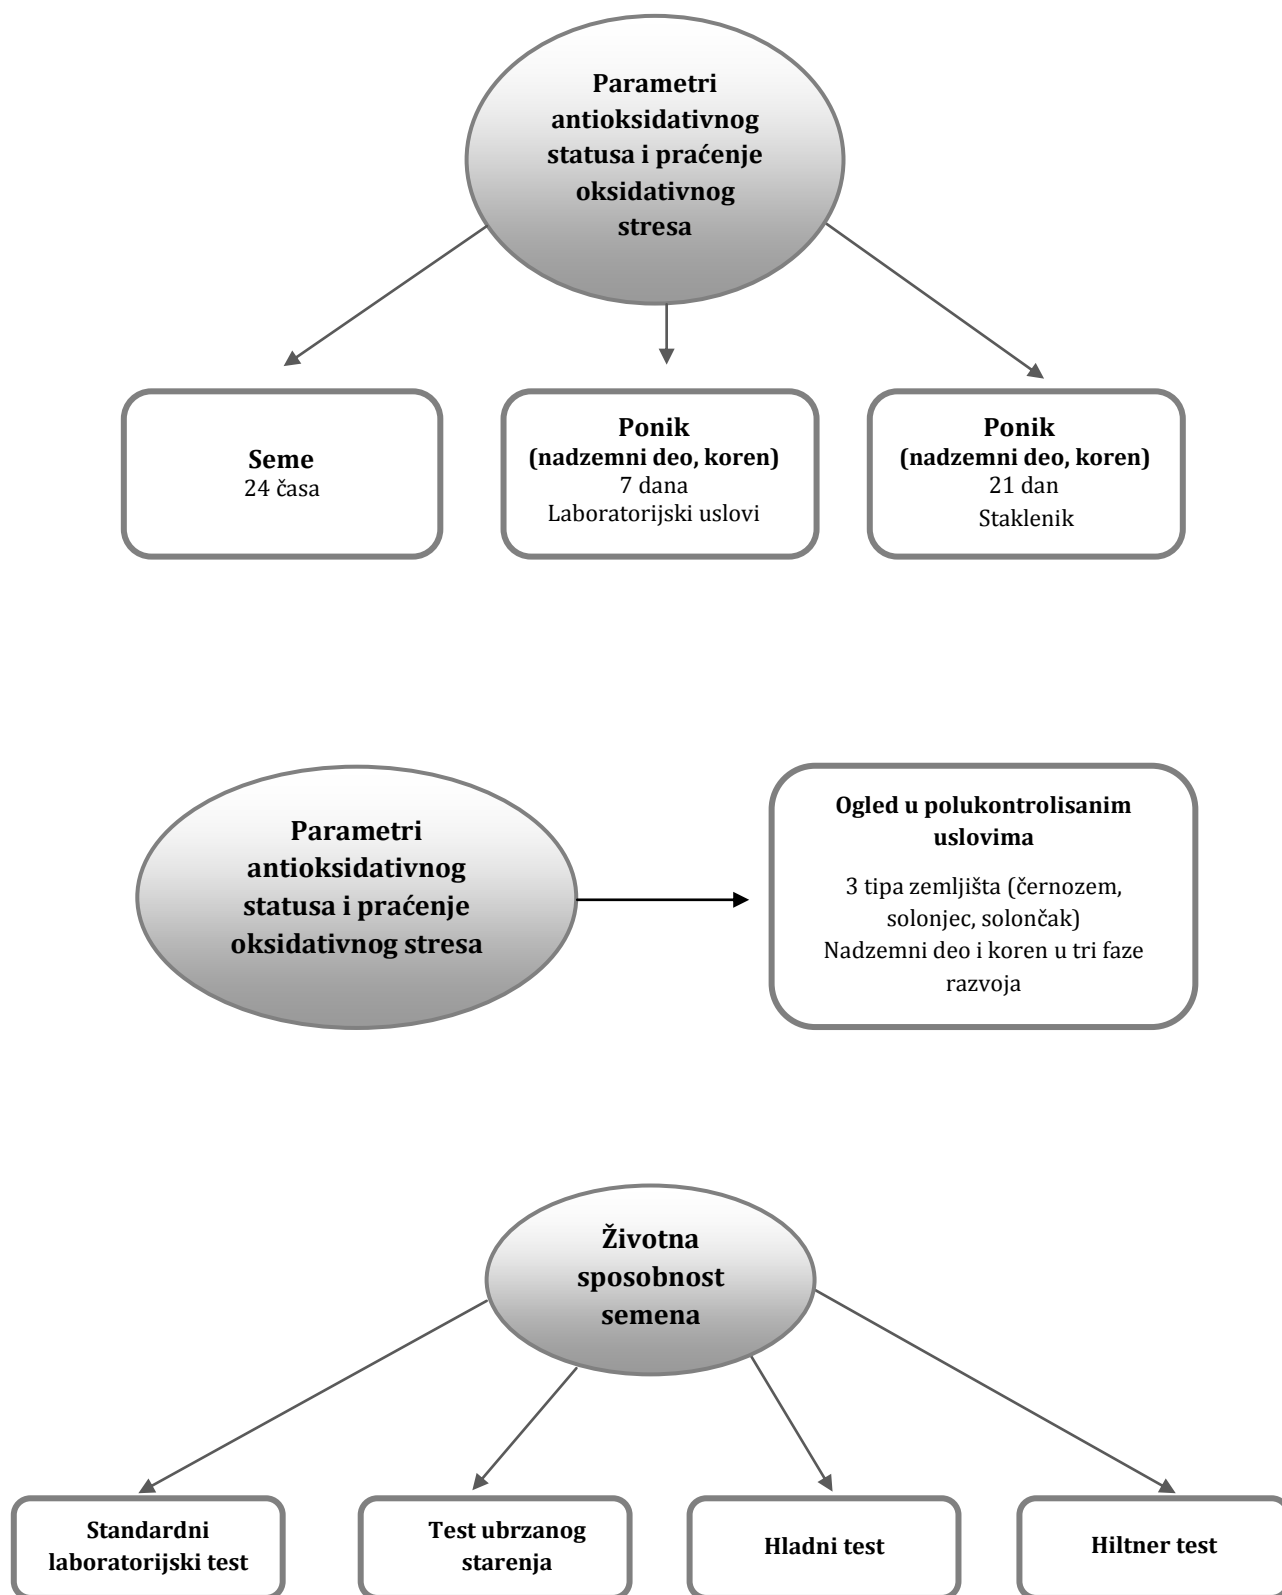 Parametri
antioksidativnog
statusa i praćenje
oksidativnog
stresa
Seme
24 časa
Ponik
(nadzemni deo, koren)
7 dana
Laboratorijski uslovi
Ponik
(nadzemni deo, koren)
21 dan
Staklenik
Parametri
antioksidativnog
statusa i praćenje
oksidativnog stresa
Ogled u polukontrolisanim
uslovima
3 tipa zemljišta (černozem,
solonjec, solončak)
Nadzemni deo i koren u tri faze
razvoja
Životna
sposobnost
semena
Standardni
laboratorijski test
Test ubrzanog
starenja
Hladni test
Hiltner test